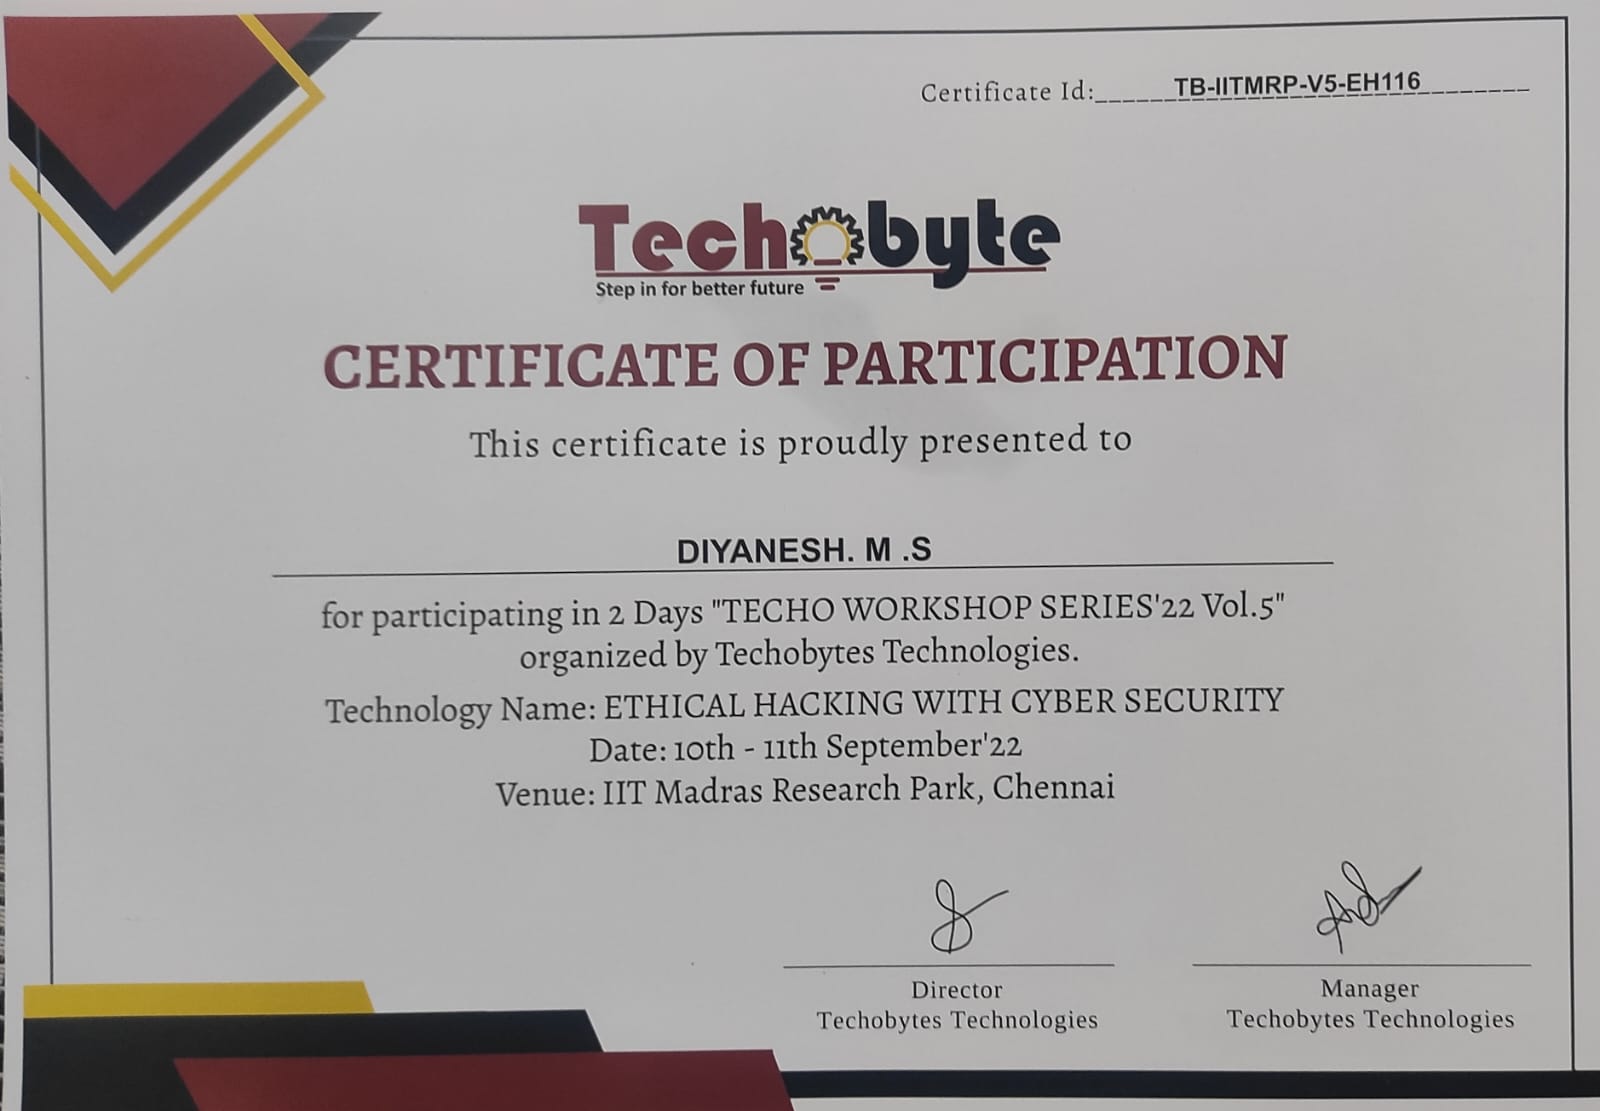 Certificate Id: TB-IITMRP-V5-EH116
Techobyte
Step in for better future
CERTIFICATE OF PARTICIPATION
This certificate is proudly presented to
DIYANESH. M .S
for participating in 2 Days "TECHO WORKSHOP SERIES'22 Vol.5"
organized by Techobytes Technologies.
Technology Name: ETHICAL HACKING WITH CYBER SECURITY
Date: 10th - 11th September'22
Venue: IIT Madras Research Park, Chennai
Director
Techobytes Technologies
Manager
Techobytes Technologies